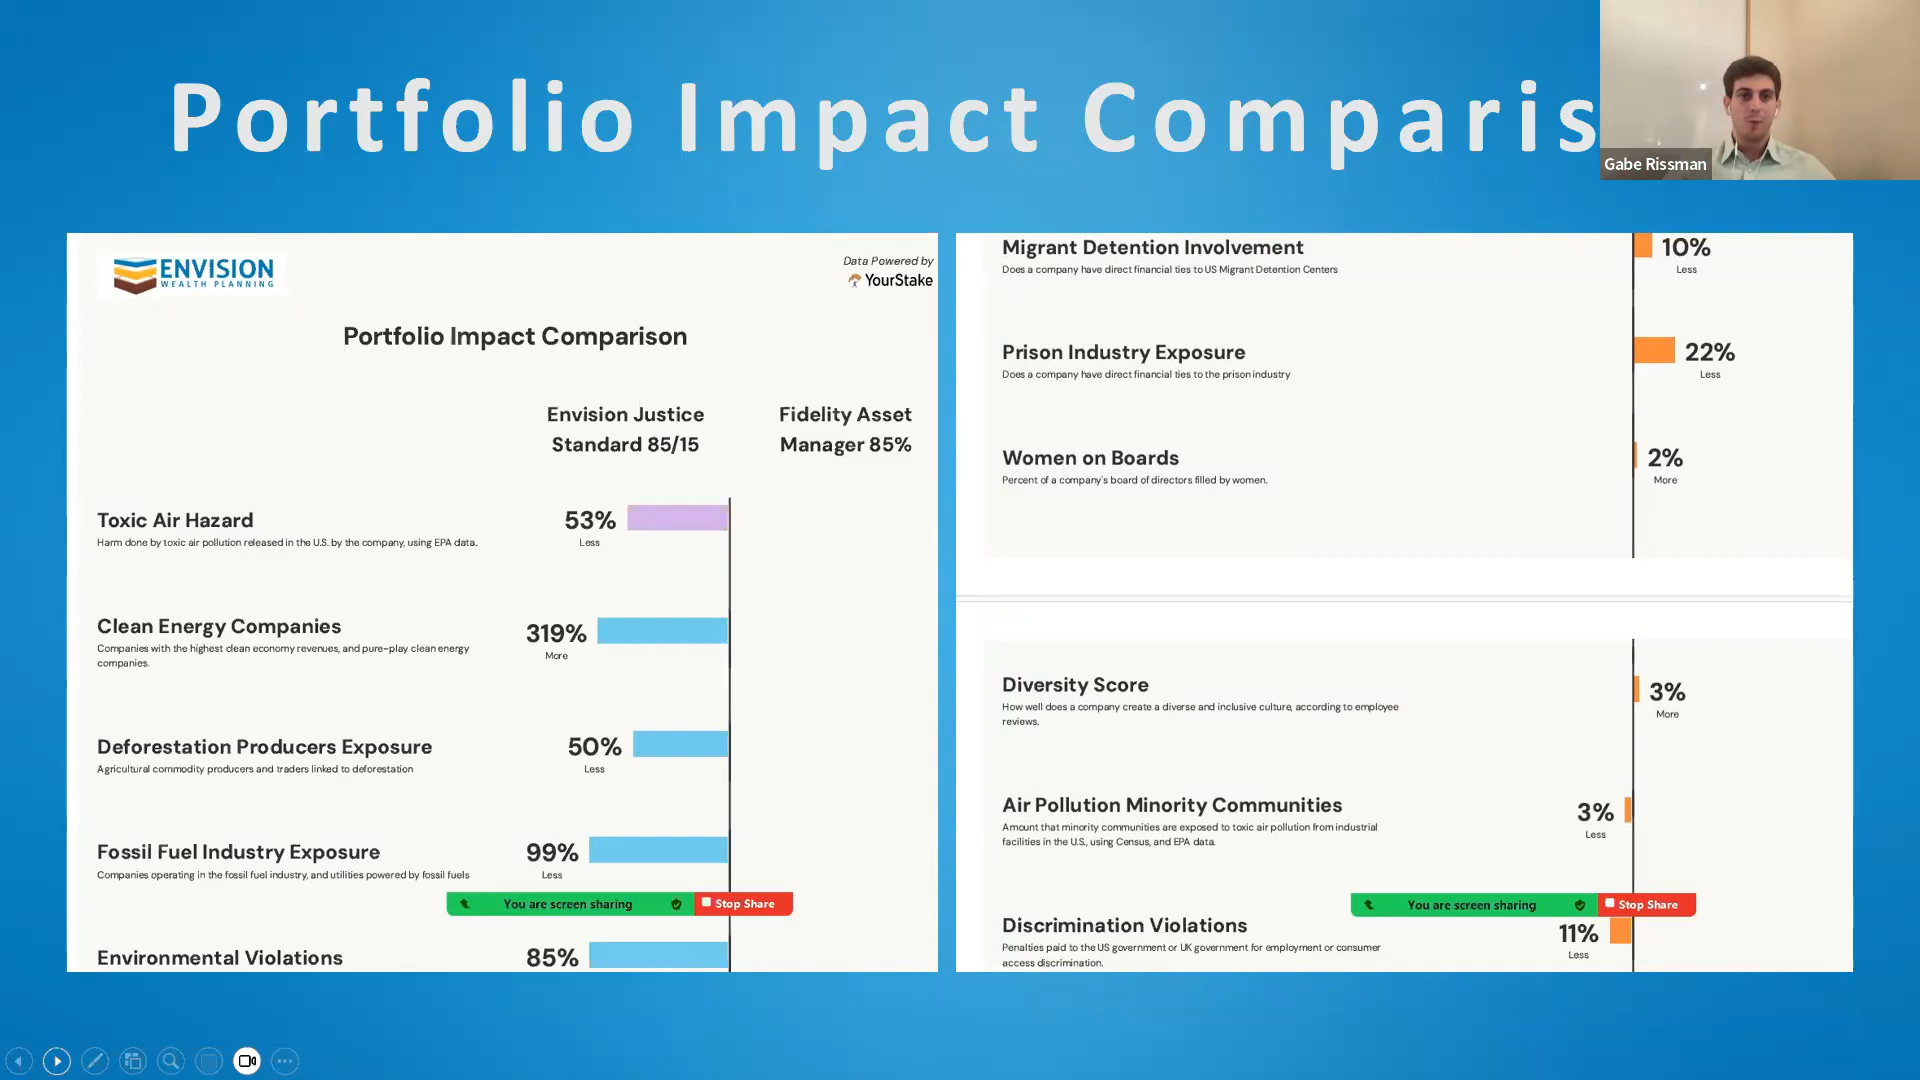 Portfolio Impact Comparis
Gabe Rissman
ENVISION
WEALTH PLANNING
Data Powered by
YourStake
Portfolio Impact Comparison
Envision Justice
Standard 85/15
Fidelity Asset
Manager 85%
Toxic Air Hazard
Harm done by toxic air pollution released in the U.S. by the company, using EPA data.
53%
Less
Clean Energy Companies
Companies with the highest clean economy revenues, and pure-play clean energy
companies.
319%
More
Deforestation Producers Exposure
Agricultural commodity producers and traders linked to deforestation
50%
Less
Fossil Fuel Industry Exposure
Companies operating in the fossil fuel industry, and utilities powered by fossil fuels
99%
Less
You are screen sharing
Stop Share
Environmental Violations
85%
Migrant Detention Involvement
Does a company have direct financial ties to US Migrant Detention Centers
10%
Less
Prison Industry Exposure
Does a company have direct financial ties to the prison industry
22%
Less
Women on Boards
Percent of a company's board of directors filled by women.
2%
More
Diversity Score
How well does a company create a diverse and inclusive culture, according to employee
reviews.
3%
More
Air Pollution Minority Communities
Amount that minority communities are exposed to toxic air pollution from industrial
facilities in the U.S., using Census, and EPA data.
3%
Less
You are screen sharing
Stop Share
Discrimination Violations
Penalties paid to the US government or UK government for employment or consumer
access discrimination.
11%
Less